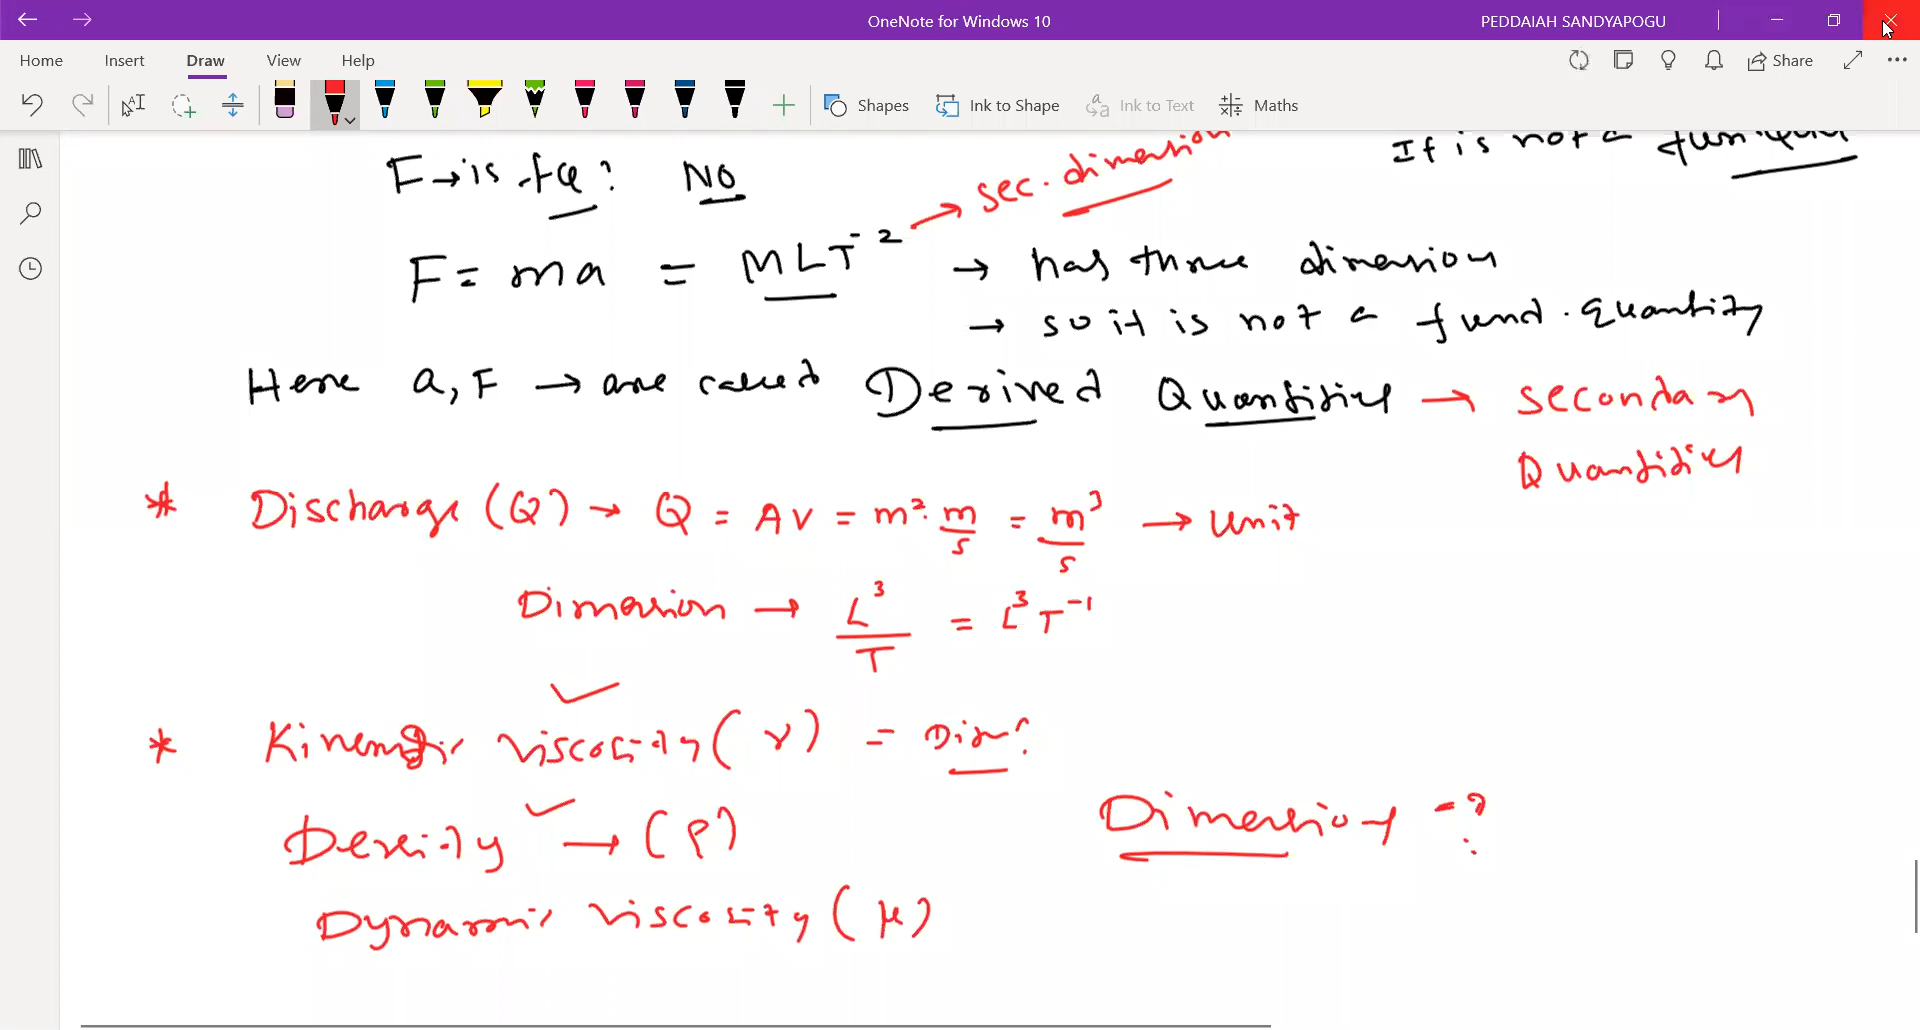 OneNote for Windows 10
PEDDAIAH SANDYAPOGU
Home Insert Draw View Help
Share
Shapes Ink to Shape Ink to Text Maths
If is not a fun. Quan
F → is fQ? NO
→ sec. dimension
F = ma = MLT⁻² → has three dimension
→ so it is not a fund. quantity
Here a, F → are called Derived Quantities → secondary
Quantities
* Discharge (Q) → Q = AV = m². m/s = m³/s → Unit
Dimension → L³/T = L³T⁻¹
* Kinematic viscosity (ν) = Dim?
Density → (ρ) Dimension = ?
Dynamic viscosity (μ)